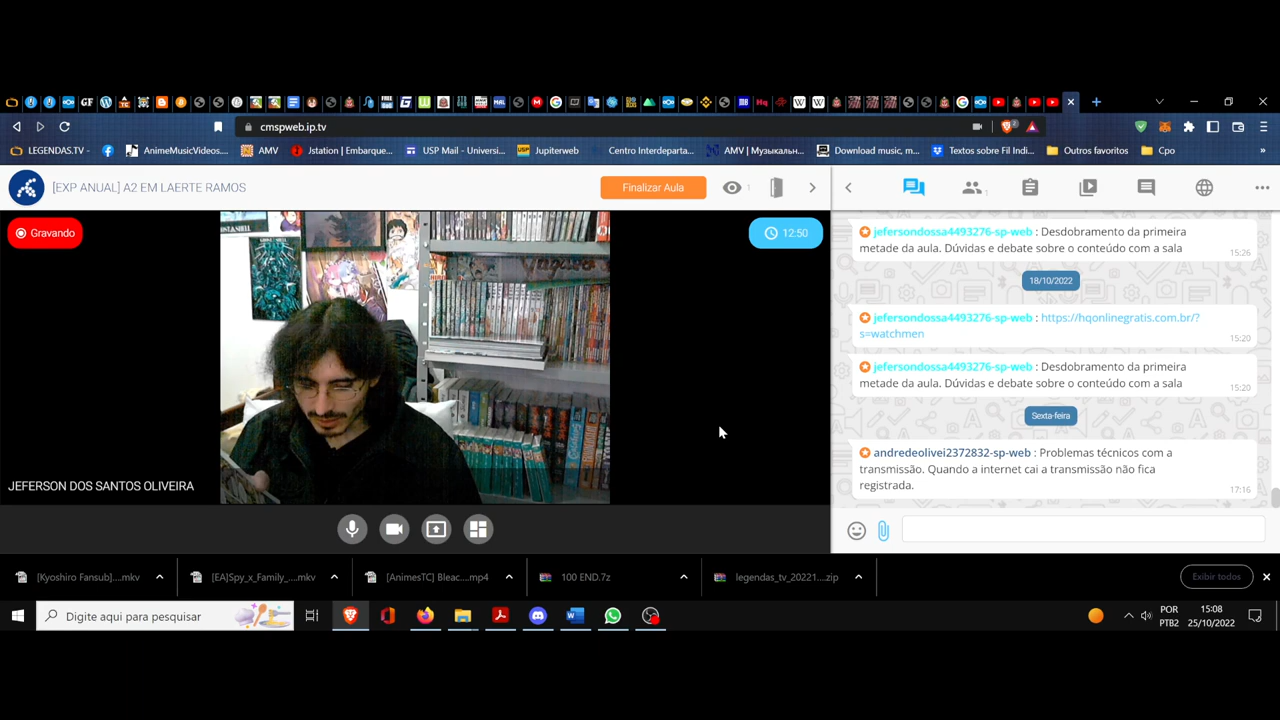 cmspweb.ip.tv
LEGENDAS.TV - AnimeMusicVideos... AMV Jstation | Embarque... USP Mail - Universi... Jupiterweb Centro Interdeparta... AMV | Музыкальн... Download music, m... Textos sobre Fil Indi... Outros favoritos Cpo »
[EXP ANUAL] A2 EM LAERTE RAMOS
Finalizar Aula
1
1
Gravando
12:50
JEFERSON DOS SANTOS OLIVEIRA
jefersondossa4493276-sp-web : Desdobramento da primeira
metade da aula. Dúvidas e debate sobre o conteúdo com a sala
15:26
18/10/2022
jefersondossa4493276-sp-web : https://hqonlinegratis.com.br/?
s=watchmen
15:20
jefersondossa4493276-sp-web : Desdobramento da primeira
metade da aula. Dúvidas e debate sobre o conteúdo com a sala
15:20
Sexta-feira
andredeolivei2372832-sp-web : Problemas técnicos com a
transmissão. Quando a internet cai a transmissão não fica
registrada.
17:16
[Kyoshiro Fansub]....mkv [EA]Spy_x_Family_....mkv [AnimesTC] Bleac....mp4 100 END.7z legendas_tv_20221....zip Exibir todos
Digite aqui para pesquisar
POR
PTB2
15:08
25/10/2022